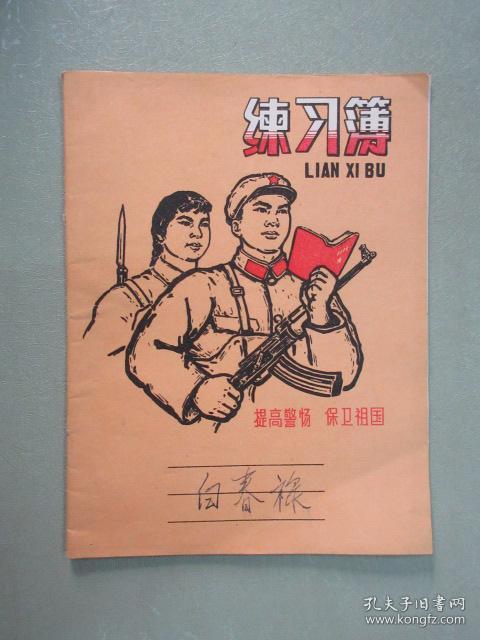 练习簿
LIAN XI BU
提高警惕 保卫祖国
白春禄
孔夫子旧书网
www.kongfz.com